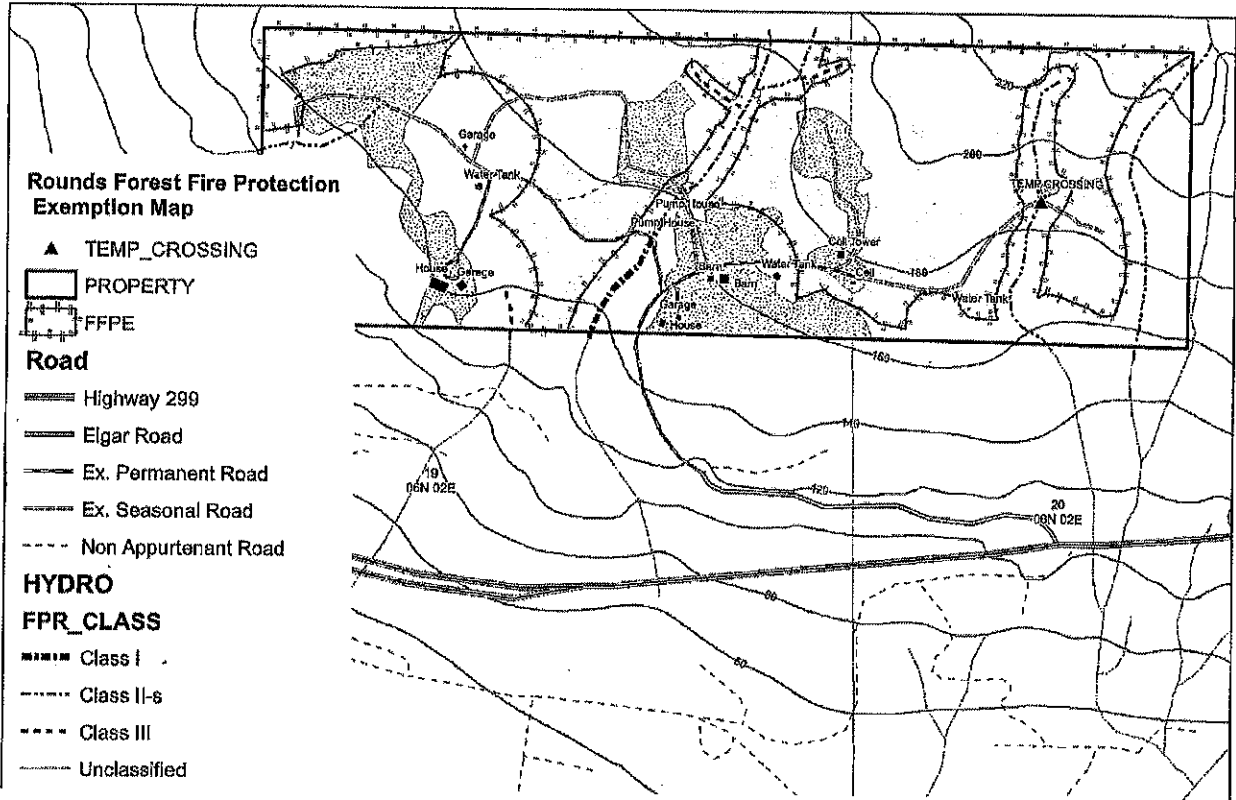 Rounds Forest Fire Protection
Exemption Map
TEMP_CROSSING
PROPERTY
FFPE
Road
Highway 299
Elgar Road
Ex. Permanent Road
Ex. Seasonal Road
Non Appurtenant Road
HYDRO
FPR_CLASS
Class I
Class II-s
Class III
Unclassified
Garage
Water Tank
House
Garage
Pump House
Pump House
Barn
Barn
Water Tank
Garage
House
Cell Tower
Cell
Water Tank
TEMP_CROSSING
220
200
180
160
140
120
80
60
19
06N 02E
20
06N 02E